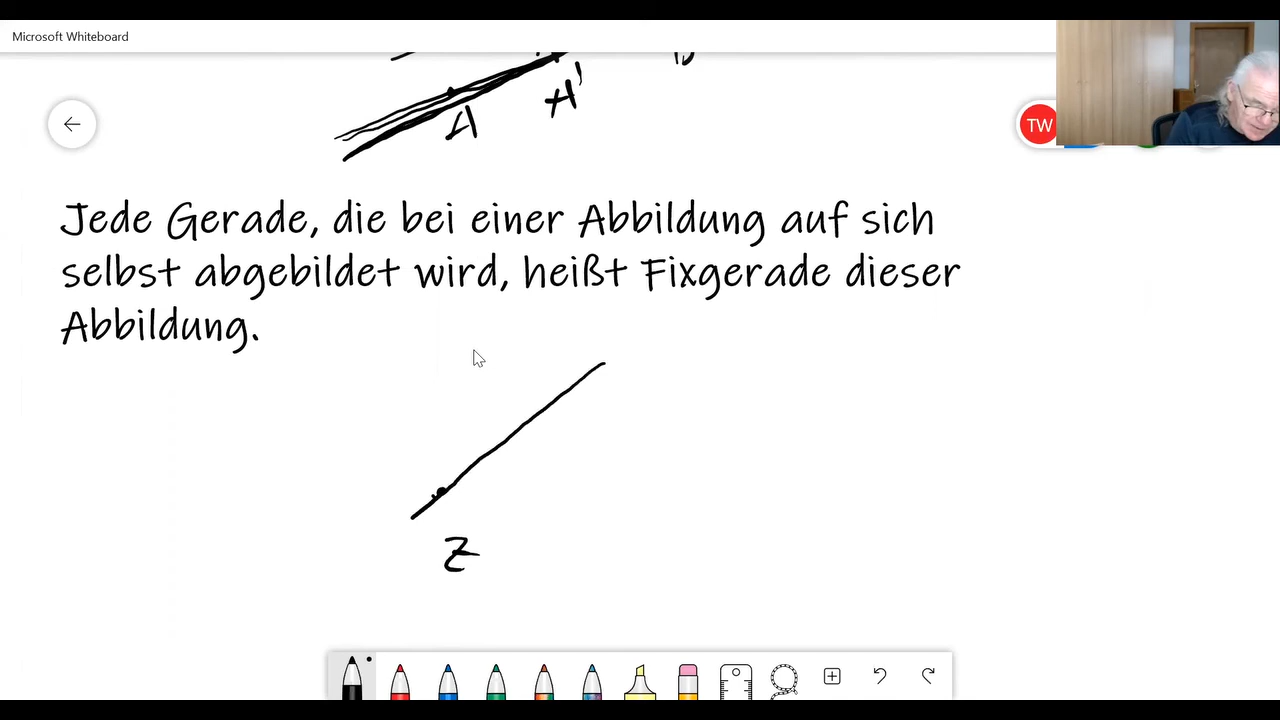 Microsoft Whiteboard
A
A'
TW
Jede Gerade, die bei einer Abbildung auf sich
selbst abgebildet wird, heißt Fixgerade dieser
Abbildung.
Z